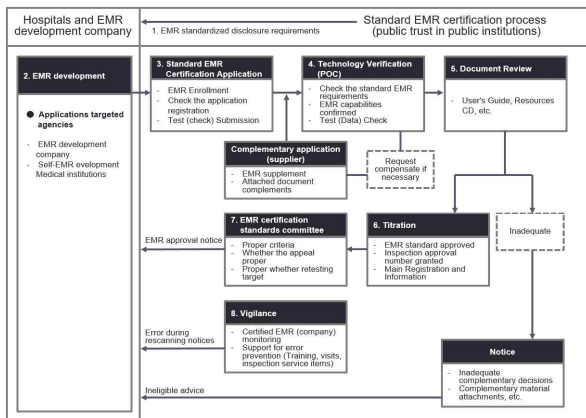 Hospitals and EMR
development company
1. EMR standardized disclosure requirements
Standard EMR certification process
(public trust in public institutions)
2. EMR development
● Applications targeted
agencies
- EMR development
company
- Self-EMR evelopment
Medical institutions
3. Standard EMR
Certification Application
- EMR Enrollment
- Check the application
registration
- Test (check) Submission
4. Technology Verification
(POC)
- Check the standard EMR
requirements
- EMR capabilities
confirmed
- Test (Data) Check
5. Document Review
- User's Guide, Resources
CD, etc.
Complementary application
(supplier)
- EMR supplement
- Attached document
complements
Request
compensate if
necessary
7. EMR certification
standards committee
- Proper criteria
- Whether the appeal
proper
- Proper whether retesting
target
6. Titration
- EMR standard approved
- Inspection approval
number granted
- Main Registration and
Information
Inadequate
EMR approval notice
8. Vigilance
- Certified EMR (company)
monitoring
- Support for error
prevention (Training, visits,
inspection service items)
Error during
rescanning notices
Notice
- Inadequate
complementary decisions
- Complementary material
attachments, etc.
Ineligible advice